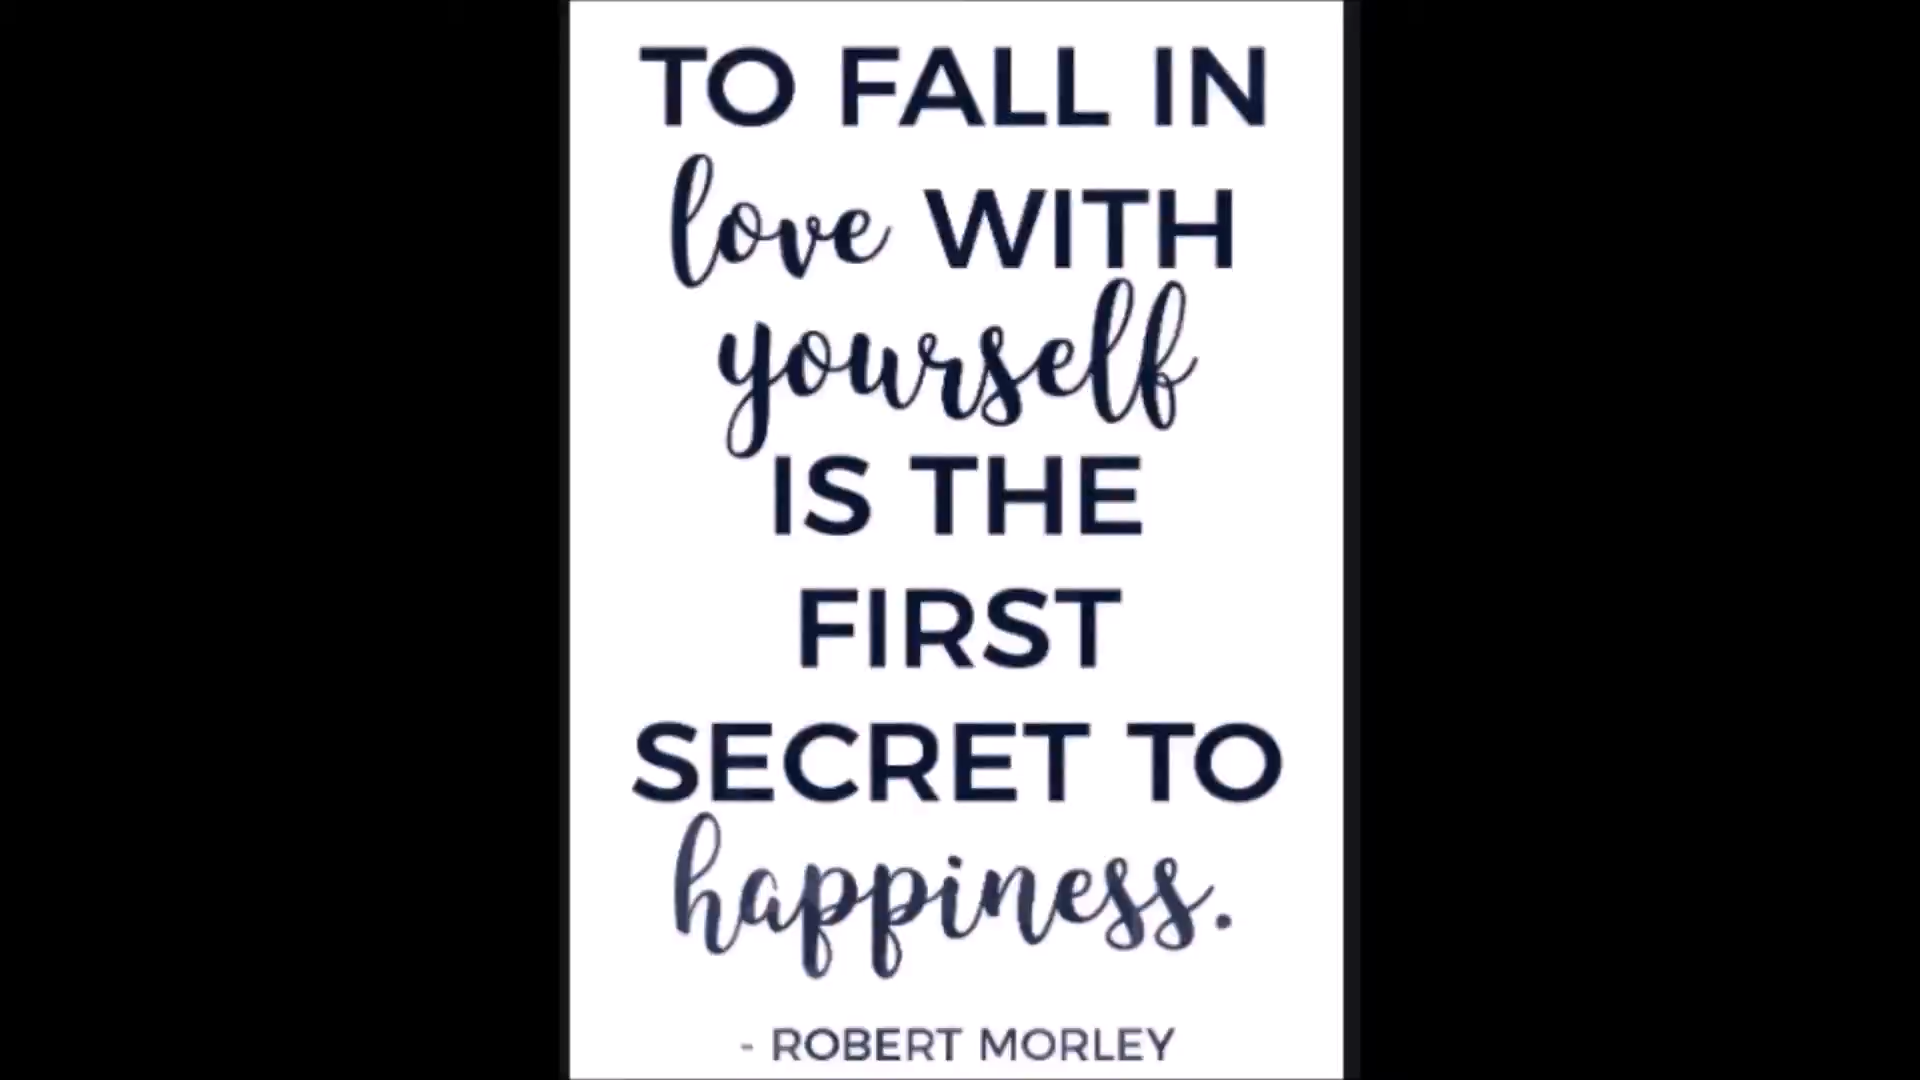 TO FALL IN
love WITH
yourself
IS THE
FIRST
SECRET TO
happiness.
- ROBERT MORLEY